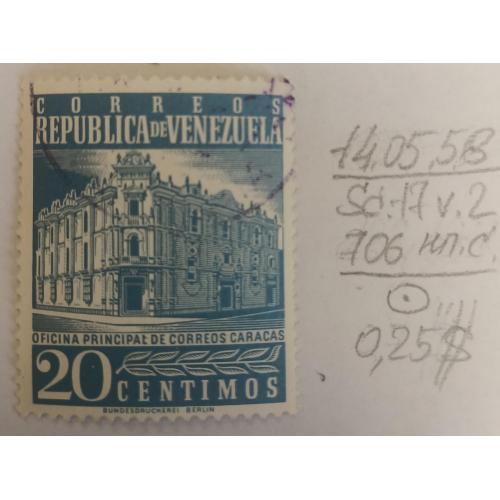 CORREOS
REPÚBLICA DE VENEZUELA
OFICINA PRINCIPAL DE CORREOS CARACAS
20 CENTIMOS
BUNDESDRUCKEREI BERLIN
14.05.58
Sc.17 v.2
706 кл.с.
0,25$